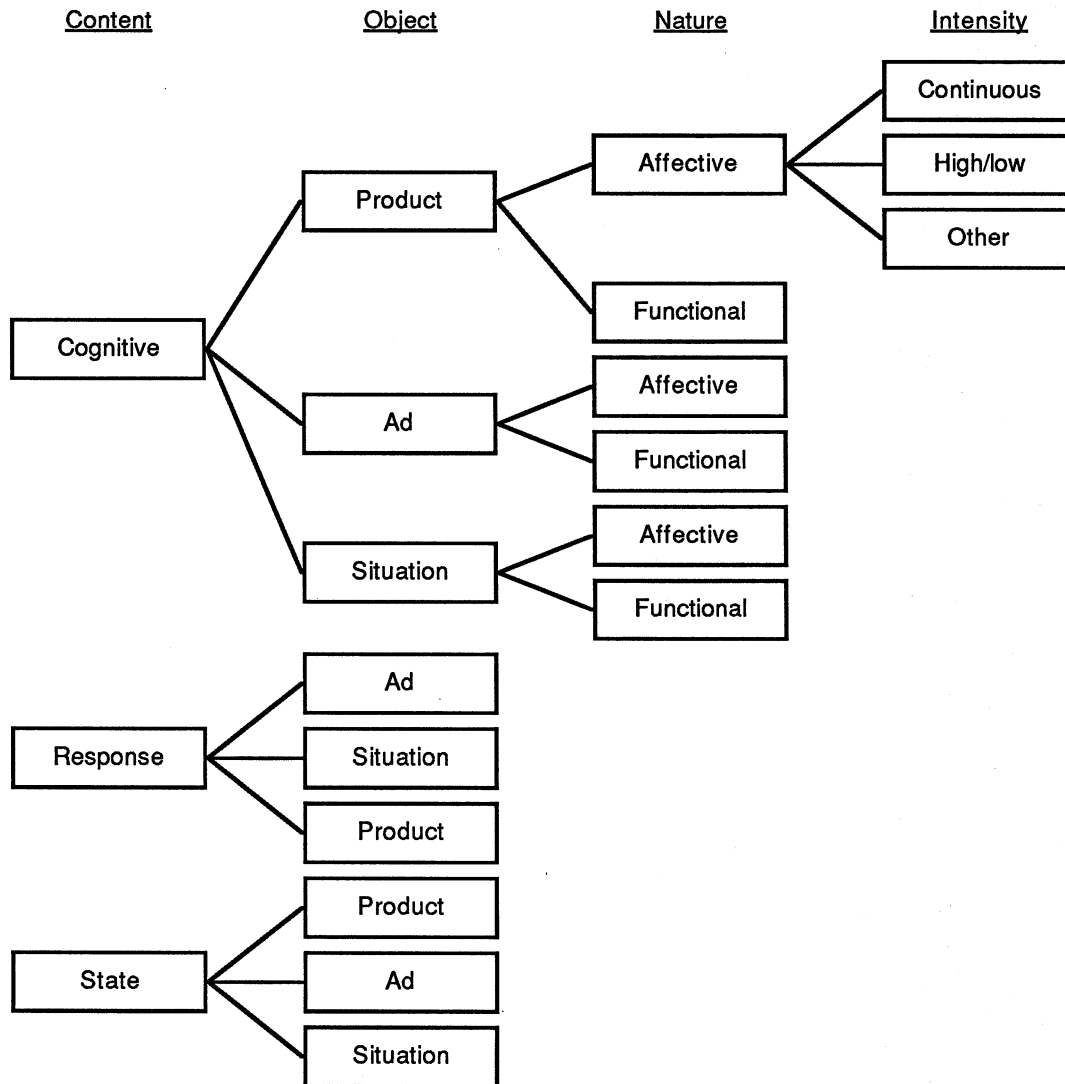 Content Object Nature Intensity
Continuous
Affective High/low
Product
Other
Functional
Cognitive
Affective
Ad
Functional
Affective
Situation
Functional
Ad
Response Situation
Product
Product
State Ad
Situation